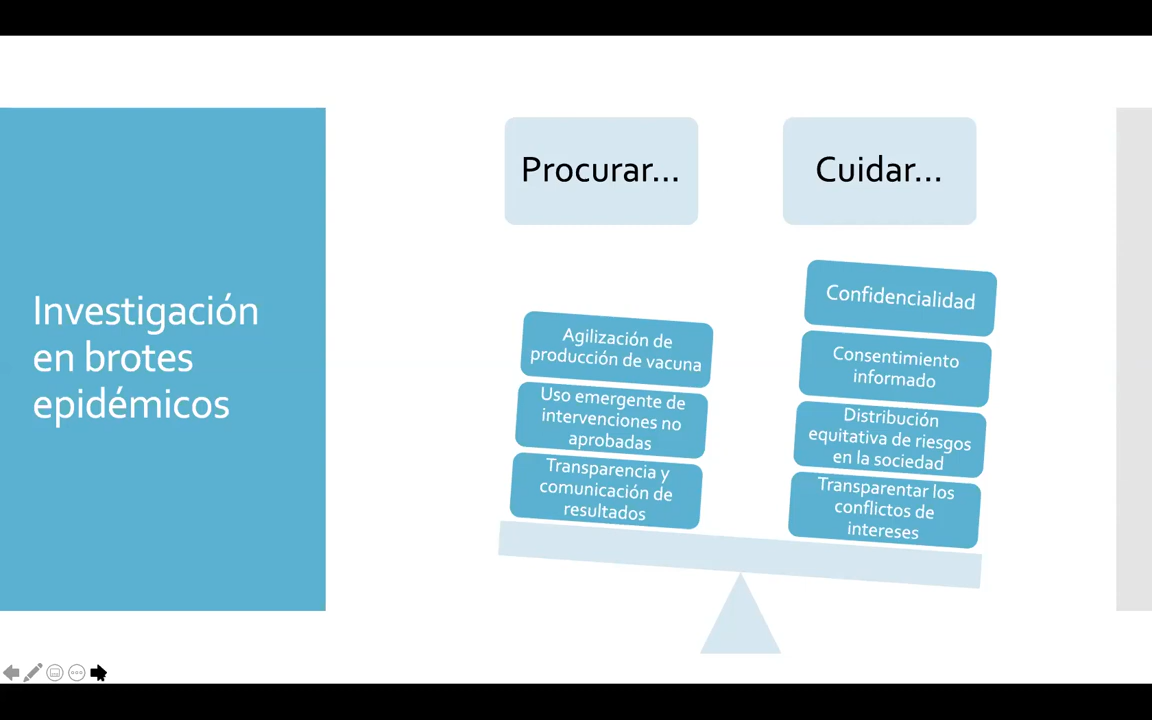 Investigación
en brotes
epidémicos
Procurar...
Agilización de
producción de vacuna
Uso emergente de
intervenciones no
aprobadas
Transparencia y
comunicación de
resultados
Cuidar...
Confidencialidad
Consentimiento
informado
Distribución
equitativa de riesgos
en la sociedad
Transparentar los
conflictos de
intereses